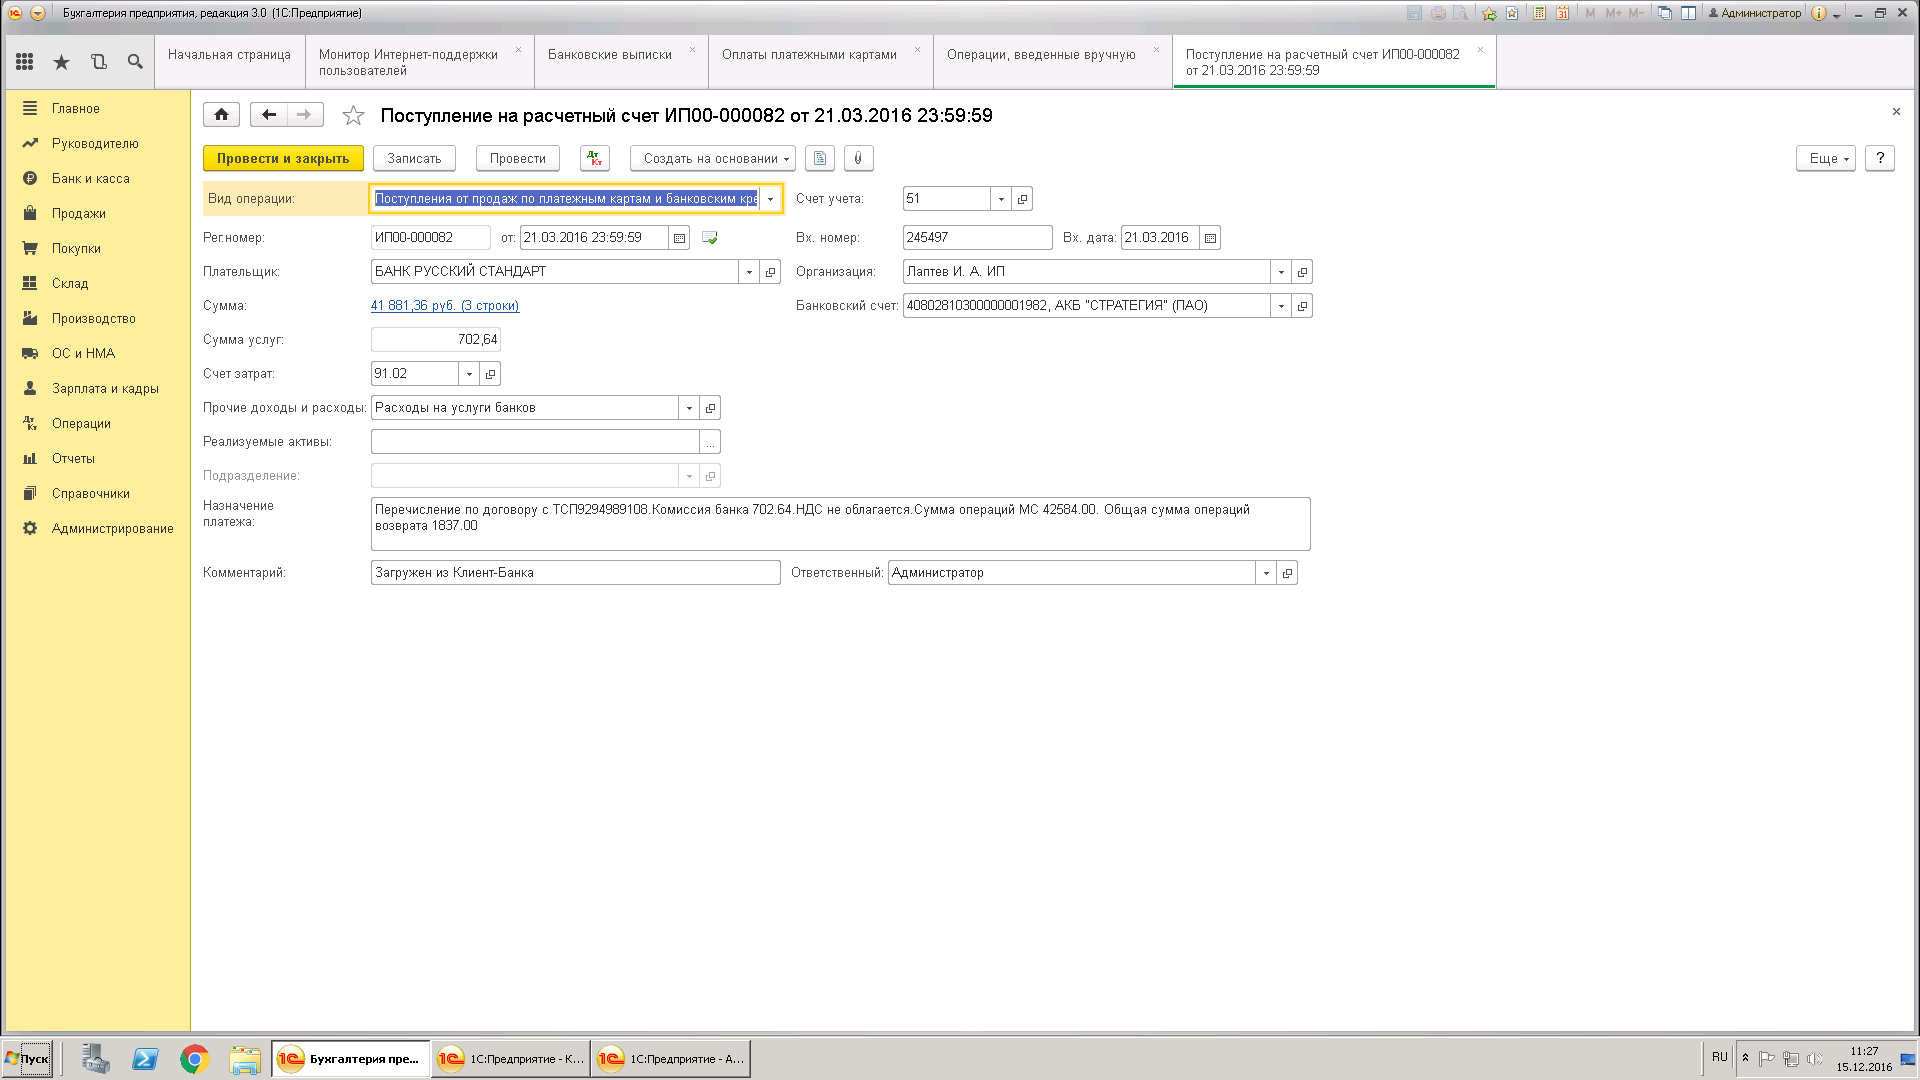 Бухгалтерия предприятия, редакция 3.0 (1С:Предприятие)
M M+ M-
Администратор
Начальная страница
Монитор Интернет-поддержки
пользователей
Банковские выписки
Оплаты платежными картами
Операции, введенные вручную
Поступление на расчетный счет ИП00-000082
от 21.03.2016 23:59:59
Главное
Руководителю
Банк и касса
Продажи
Покупки
Склад
Производство
ОС и НМА
Зарплата и кадры
Операции
Отчеты
Справочники
Администрирование
Поступление на расчетный счет ИП00-000082 от 21.03.2016 23:59:59
Провести и закрыть
Записать
Провести
Дт
Кт
Создать на основании
Еще
?
Вид операции:
Поступления от продаж по платежным картам и банковским кре
Счет учета:
51
Рег.номер:
ИП00-000082
от:
21.03.2016 23:59:59
Вх. номер:
245497
Вх. дата:
21.03.2016
Плательщик:
БАНК РУССКИЙ СТАНДАРТ
Организация:
Лаптев И. А. ИП
Сумма:
41 881,36 руб. (3 строки)
Банковский счет:
40802810300000001982, АКБ "СТРАТЕГИЯ" (ПАО)
Сумма услуг:
702,64
Счет затрат:
91.02
Прочие доходы и расходы:
Расходы на услуги банков
Реализуемые активы:
...
Подразделение:
Назначение
платежа:
Перечисление по договору с ТСП9294989108.Комиссия банка 702.64.НДС не облагается.Сумма операций МС 42584.00. Общая сумма операций
возврата 1837.00
Комментарий:
Загружен из Клиент-Банка
Ответственный:
Администратор
Пуск
Бухгалтерия пре...
1С:Предприятие - К...
1С:Предприятие - А...
RU
11:27
15.12.2016